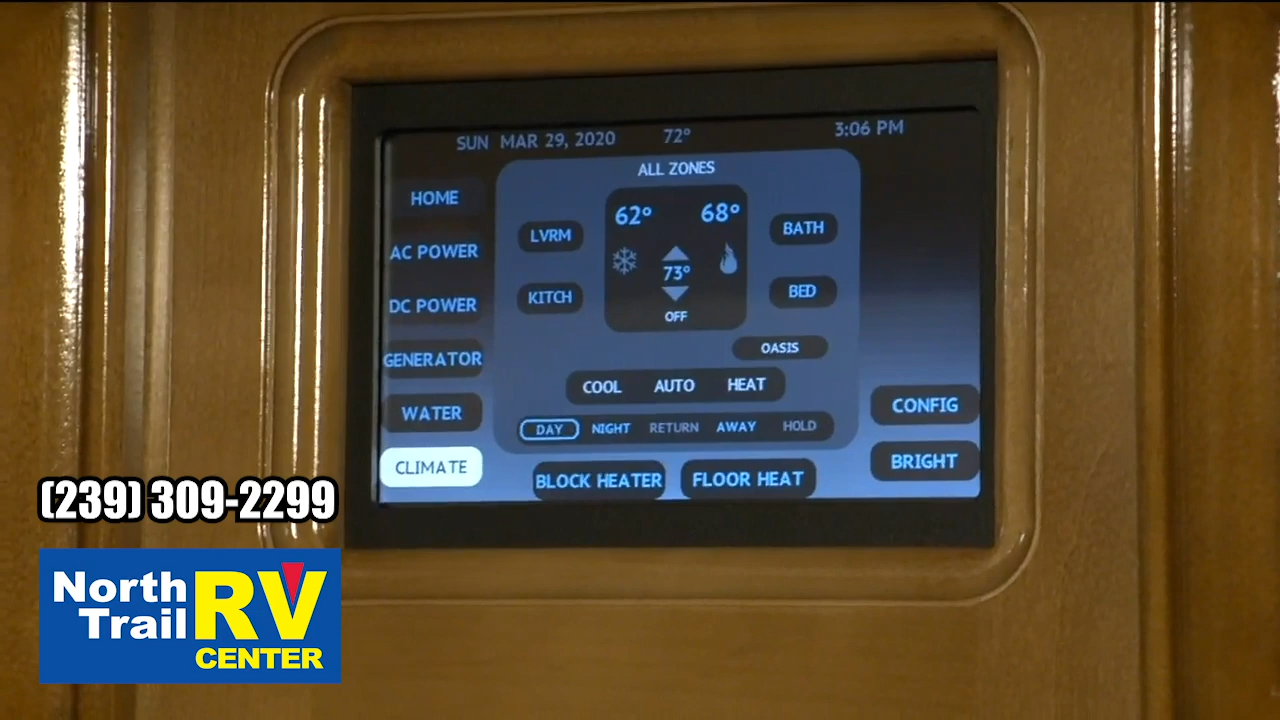 SUN MAR 29, 2020 72° 3:06 PM
ALL ZONES
HOME
AC POWER
DC POWER
GENERATOR
WATER
CLIMATE
LVRM
KITCH
62° 68°
73°
OFF
BATH
BED
OASIS
COOL AUTO HEAT
DAY NIGHT RETURN AWAY HOLD
BLOCK HEATER FLOOR HEAT
CONFIG
BRIGHT
(239) 309-2299
North
Trail
RV
CENTER